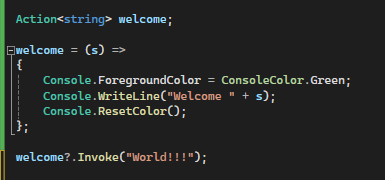 Action<string> welcome;
welcome = (s) =>
{
Console.ForegroundColor = ConsoleColor.Green;
Console.WriteLine("Welcome " + s);
Console.ResetColor();
};
welcome?.Invoke("World!!!");